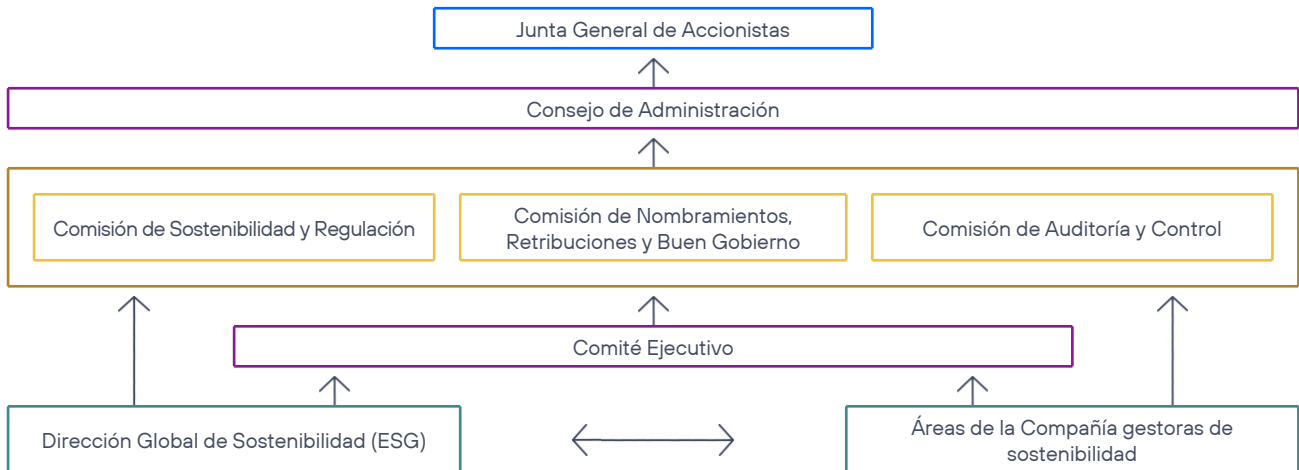 Junta General de Accionistas
Consejo de Administración
Comisión de Sostenibilidad y Regulación
Comisión de Nombramientos,
Retribuciones y Buen Gobierno
Comisión de Auditoría y Control
Comité Ejecutivo
Dirección Global de Sostenibilidad (ESG)
Áreas de la Compañía gestoras de
sostenibilidad